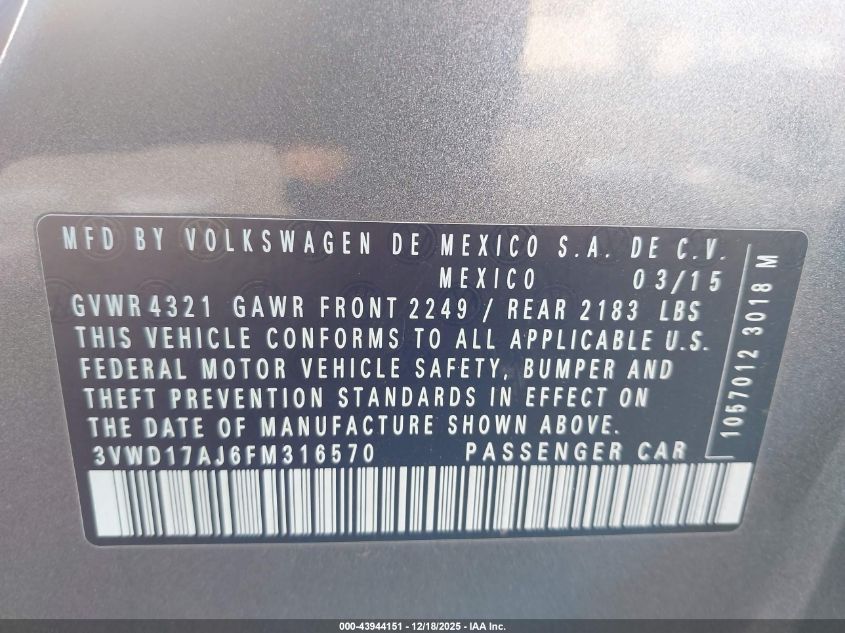 MFD BY VOLKSWAGEN DE MEXICO S.A. DE C.V.
MEXICO 03/15
GVWR 4321 GAWR FRONT 2249 / REAR 2183 LBS
THIS VEHICLE CONFORMS TO ALL APPLICABLE U.S.
FEDERAL MOTOR VEHICLE SAFETY, BUMPER AND
THEFT PREVENTION STANDARDS IN EFFECT ON
THE DATE OF MANUFACTURE SHOWN ABOVE.
3VWD17AJ6FM316570 PASSENGER CAR
1057012 3018 M
000-43944151 - 12/18/2025 - IAA Inc.